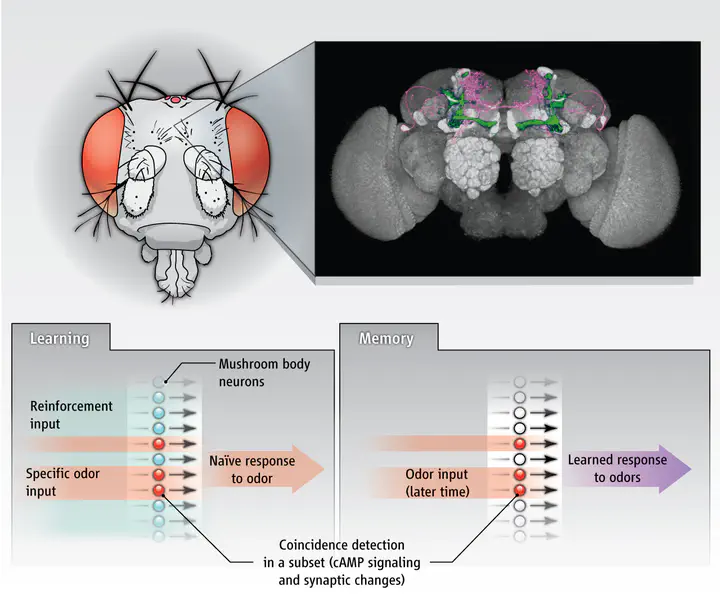 Learning
Mushroom body
neurons
Reinforcement
input
Specific odor
input
Naïve response
to odor
Memory
Odor input
(later time)
Learned response
to odors
Coincidence detection
in a subset (cAMP signaling
and synaptic changes)